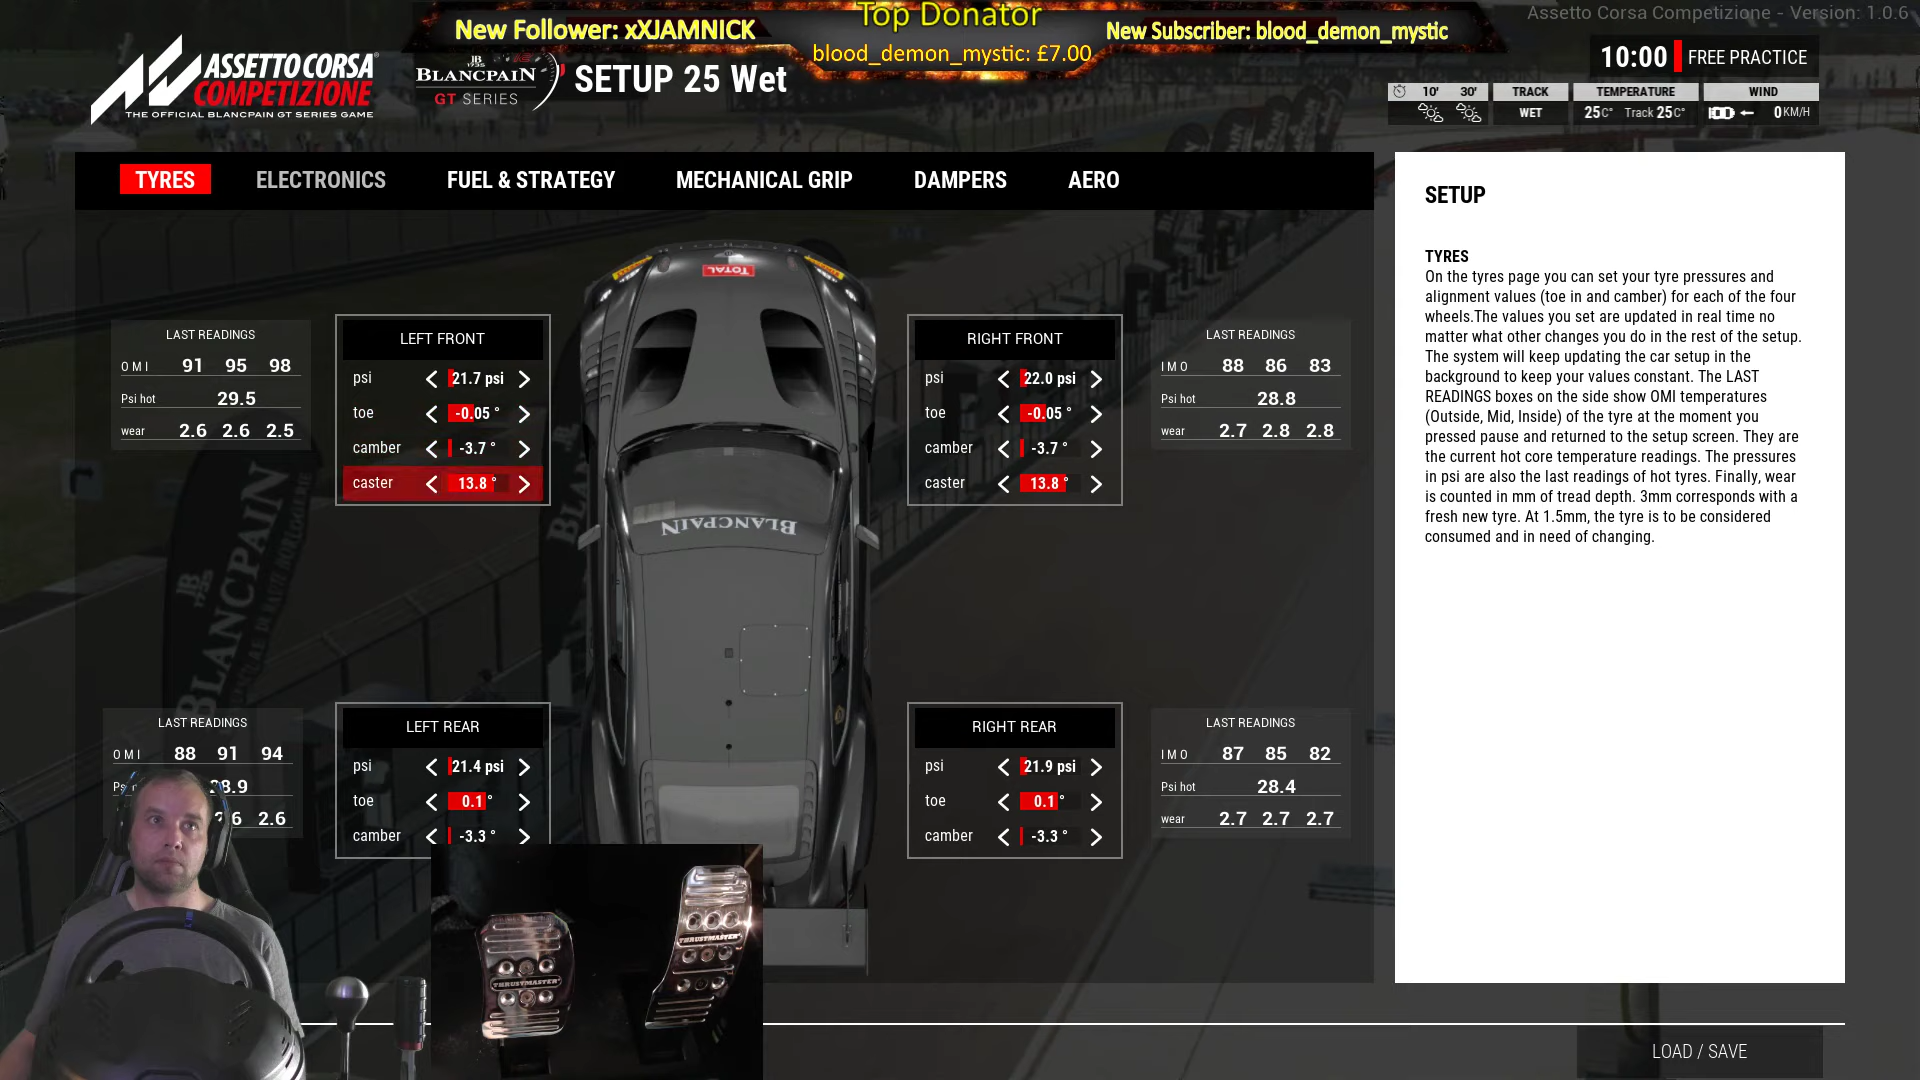 New Follower: xXJAMNICK
Top Donator
blood_demon_mystic: £7.00
New Subscriber: blood_demon_mystic
Assetto Corsa Competizione - Version: 1.0.6
ASSETTO CORSA
COMPETIZIONE
THE OFFICIAL BLANCPAIN GT SERIES GAME
JB
1735
BLANCPAIN
GT SERIES
SETUP 25 Wet
10:00 FREE PRACTICE
10' 30' TRACK TEMPERATURE WIND
WET 25C° Track 25C° 0KM/H
TYRES ELECTRONICS FUEL & STRATEGY MECHANICAL GRIP DAMPERS AERO
LAST READINGS
O M I 91 95 98
Psi hot 29.5
wear 2.6 2.6 2.5
LEFT FRONT
psi 21.7 psi
toe -0.05 °
camber -3.7 °
caster 13.8 °
TOTAL
BLANCPAIN
RIGHT FRONT
psi 22.0 psi
toe -0.05 °
camber -3.7 °
caster 13.8 °
LAST READINGS
I M O 88 86 83
Psi hot 28.8
wear 2.7 2.8 2.8
JB
1735
BLANCPAIN
LAST READINGS
O M I 88 91 94
2.6
LEFT REAR
psi 21.4 psi
toe 0.1 °
camber -3.3 °
RIGHT REAR
psi 21.9 psi
toe 0.1 °
camber -3.3 °
LAST READINGS
I M O 87 85 82
Psi hot 28.4
wear 2.7 2.7 2.7
THRUSTMASTER
THRUSTMASTER
SETUP
TYRES
On the tyres page you can set your tyre pressures and
alignment values (toe in and camber) for each of the four
wheels.The values you set are updated in real time no
matter what other changes you do in the rest of the setup.
The system will keep updating the car setup in the
background to keep your values constant. The LAST
READINGS boxes on the side show OMI temperatures
(Outside, Mid, Inside) of the tyre at the moment you
pressed pause and returned to the setup screen. They are
the current hot core temperature readings. The pressures
in psi are also the last readings of hot tyres. Finally, wear
is counted in mm of tread depth. 3mm corresponds with a
fresh new tyre. At 1.5mm, the tyre is to be considered
consumed and in need of changing.
LOAD / SAVE